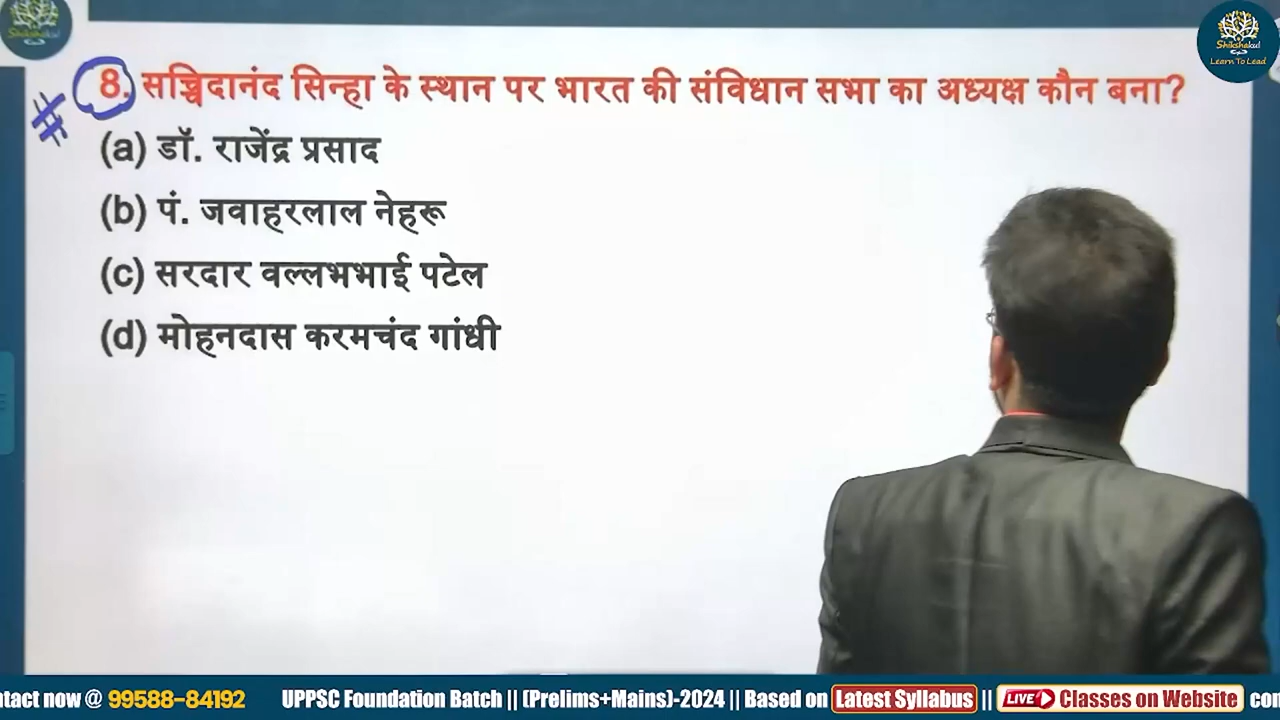 Shikshakul
Shikshakul
Learn To Lead
# 8. सच्चिदानंद सिन्हा के स्थान पर भारत की संविधान सभा का अध्यक्ष कौन बना?
(a) डॉ. राजेंद्र प्रसाद
(b) पं. जवाहरलाल नेहरू
(c) सरदार वल्लभभाई पटेल
(d) मोहनदास करमचंद गांधी
ntact now @ 99588-84192 UPPSC Foundation Batch || (Prelims+Mains)-2024 || Based on Latest Syllabus || LIVE Classes on Website con